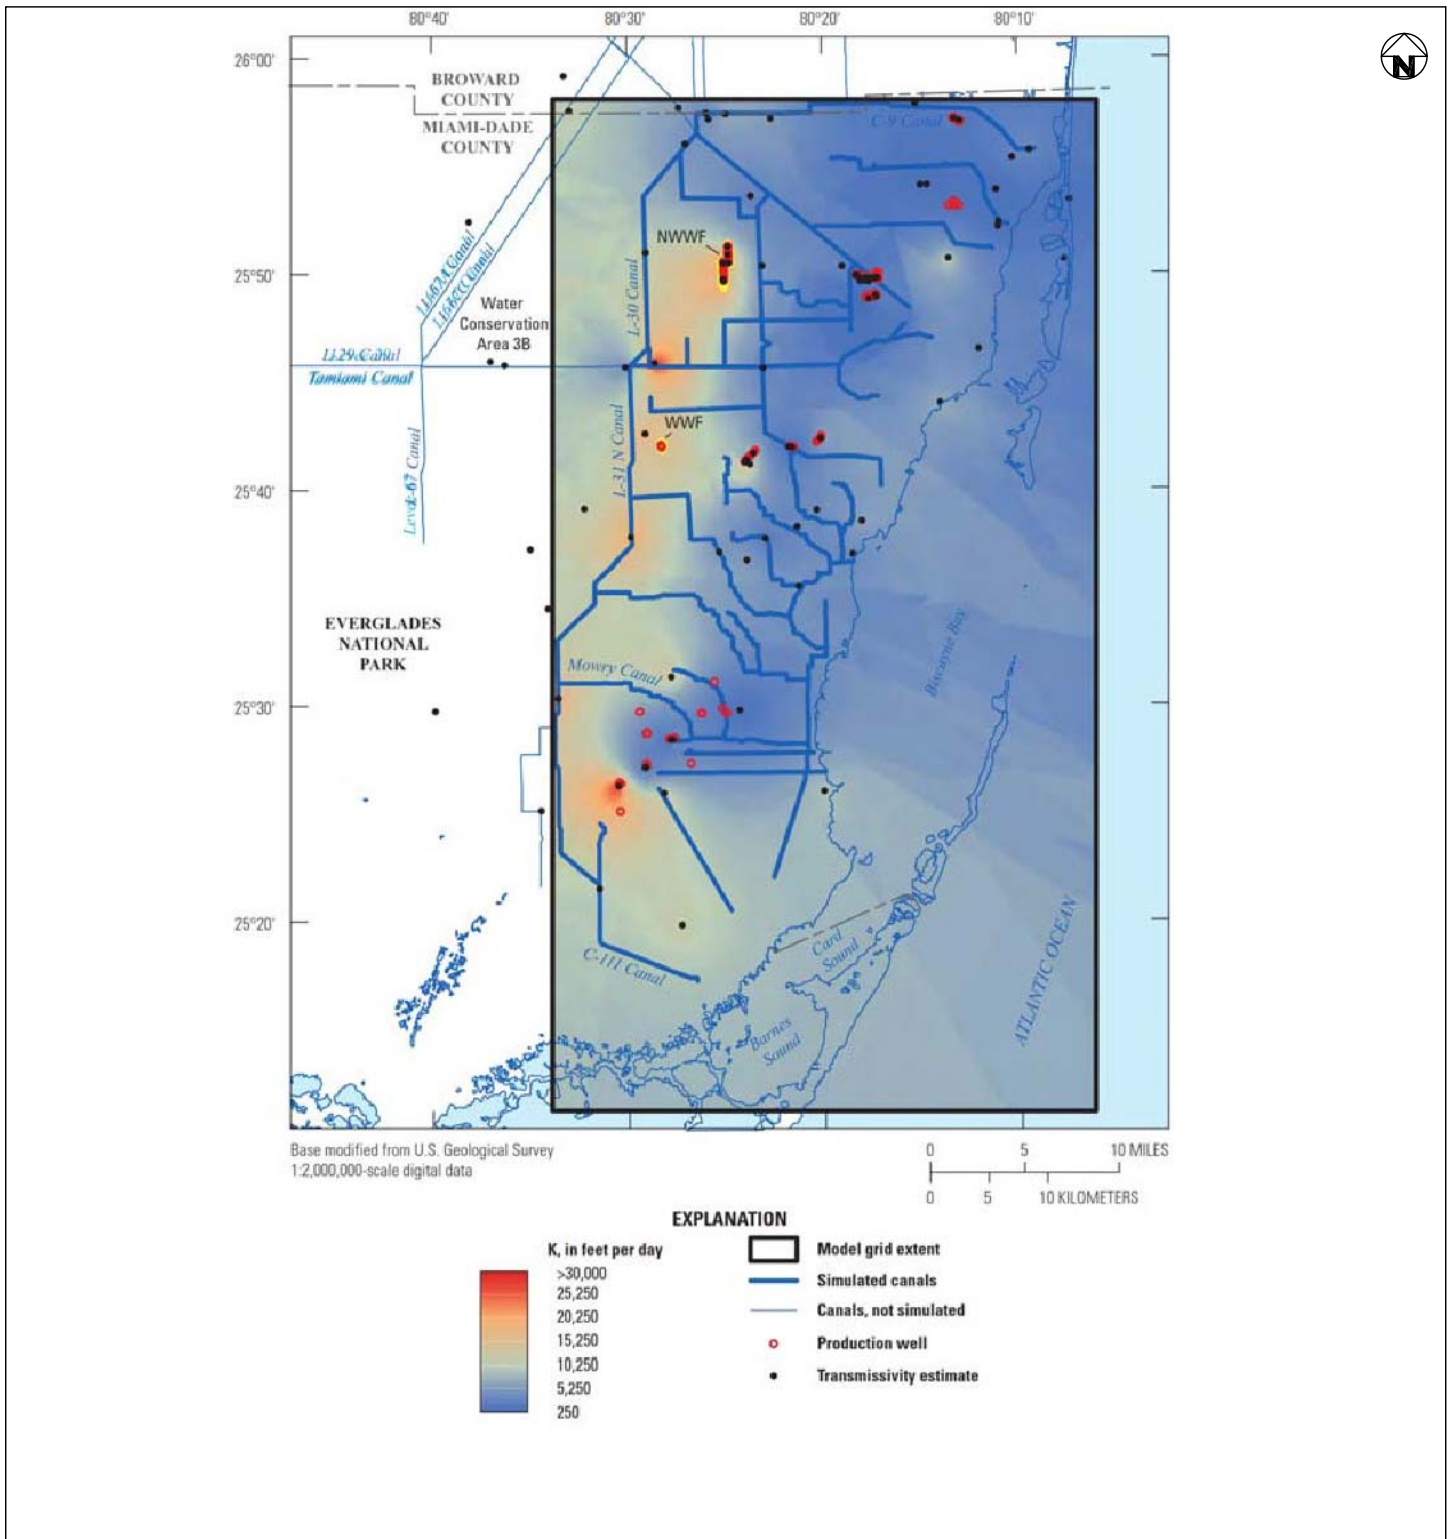 80°40'
80°30'
80°20'
80°10'
N
26°00'
BROWARD
COUNTY
MIAMI-DADE
COUNTY
C-9 Canal
NWWF
25°50'
L-30 Canal
Water
Conservation
Area 3B
Tamiami Canal
WWF
L-31 N Canal
25°40'
Canal
EVERGLADES
NATIONAL
PARK
Biscayne Bay
Mowry Canal
25°30'
25°20'
Card
Sound
C-111 Canal
ATLANTIC OCEAN
Barnes
Sound
Base modified from U.S. Geological Survey
1:2,000,000-scale digital data
0 5 10 MILES
0 5 10 KILOMETERS
EXPLANATION
K, in feet per day
>30,000
25,250
20,250
15,250
10,250
5,250
250
Model grid extent
Simulated canals
Canals, not simulated
Production well
Transmissivity estimate